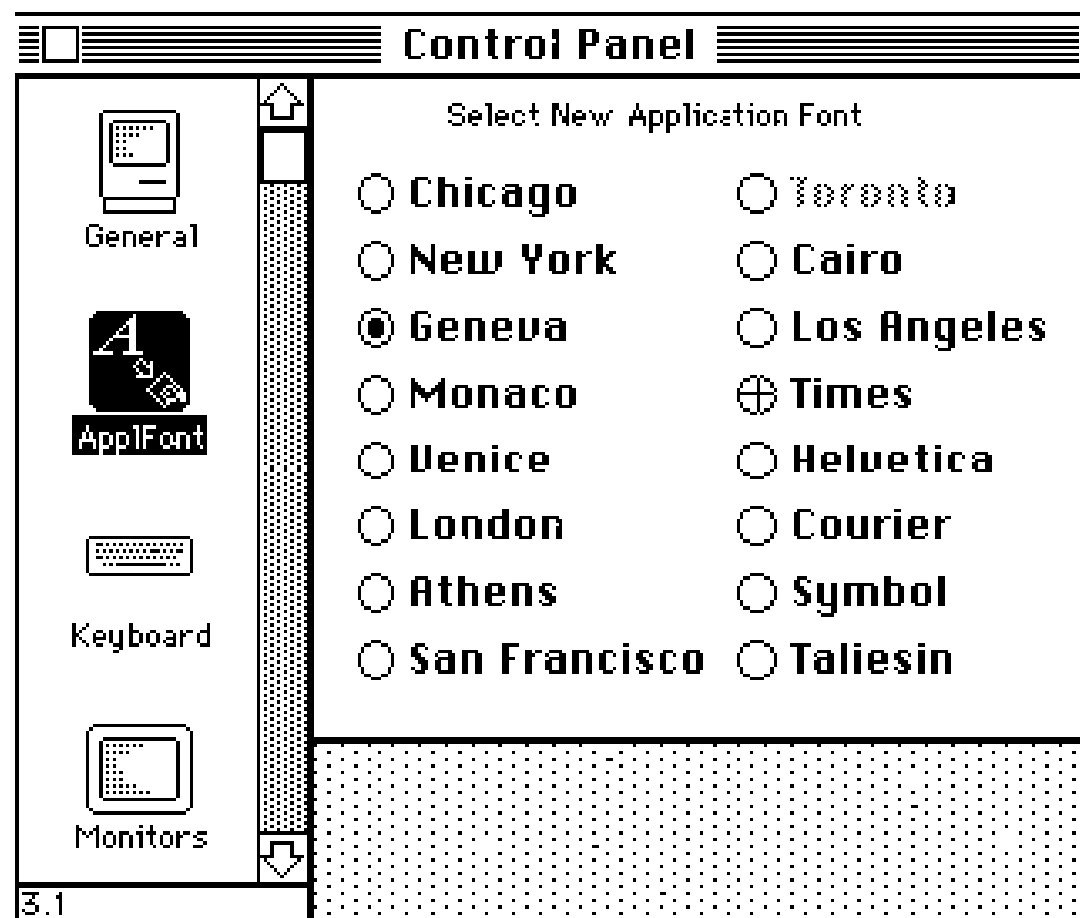 Control Panel
General
ApplFont
Keyboard
Monitors
3.1
Select New Application Font
Chicago
New York
Geneva
Monaco
Venice
London
Athens
San Francisco
Toronto
Cairo
Los Angeles
Times
Helvetica
Courier
Symbol
Taliesin